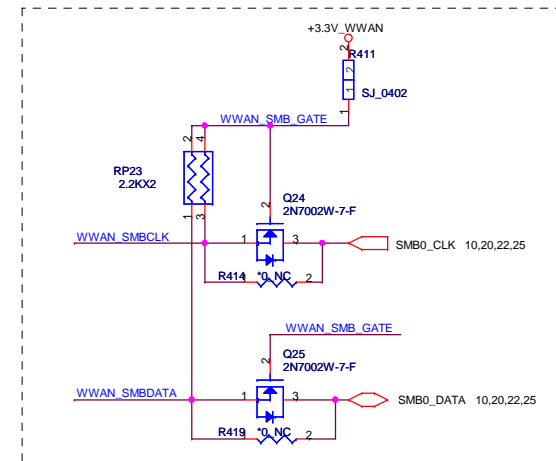 +3.3V_WWAN
2
R411
1 2
SJ_0402
1
WWAN_SMB_GATE
2 4
RP23
2.2KX2
1 3
Q24
2N7002W-7-F
2
WWAN_SMBCLK
1 3
SMB0_CLK 10,20,22,25
R414 1 *0_NC 2
WWAN_SMB_GATE
Q25
2N7002W-7-F
2
WWAN_SMBDATA
1 3
SMB0_DATA 10,20,22,25
R419 1 *0_NC 2